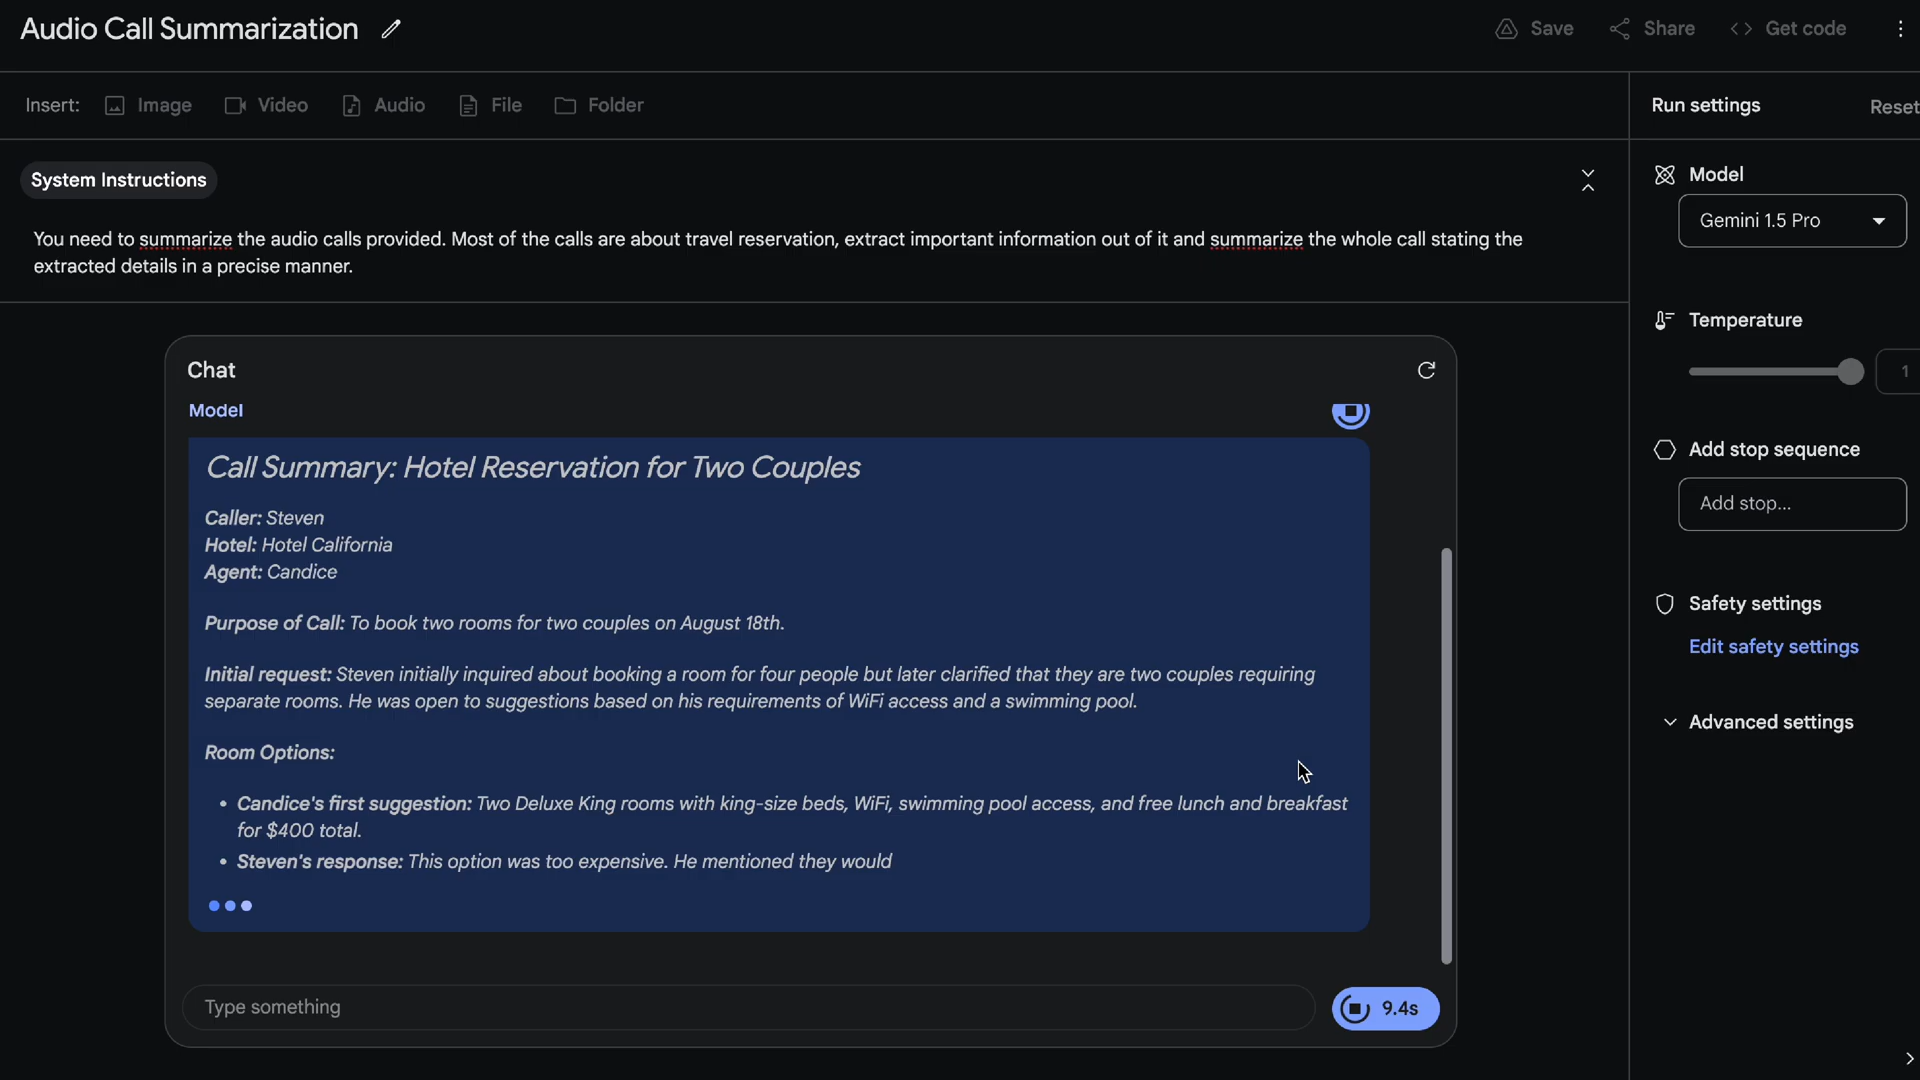 Audio Call Summarization
Save
Share
<> Get code
Insert:
Image
Video
Audio
File
Folder
Run settings
Reset
System Instructions
You need to summarize the audio calls provided. Most of the calls are about travel reservation, extract important information out of it and summarize the whole call stating the
extracted details in a precise manner.
Model
Gemini 1.5 Pro
Temperature
1
Add stop sequence
Add stop...
Safety settings
Edit safety settings
Advanced settings
Chat
Model
Call Summary: Hotel Reservation for Two Couples
Caller: Steven
Hotel: Hotel California
Agent: Candice
Purpose of Call: To book two rooms for two couples on August 18th.
Initial request: Steven initially inquired about booking a room for four people but later clarified that they are two couples requiring
separate rooms. He was open to suggestions based on his requirements of WiFi access and a swimming pool.
Room Options:
• Candice's first suggestion: Two Deluxe King rooms with king-size beds, WiFi, swimming pool access, and free lunch and breakfast
for $400 total.
• Steven's response: This option was too expensive. He mentioned they would
Type something
9.4s